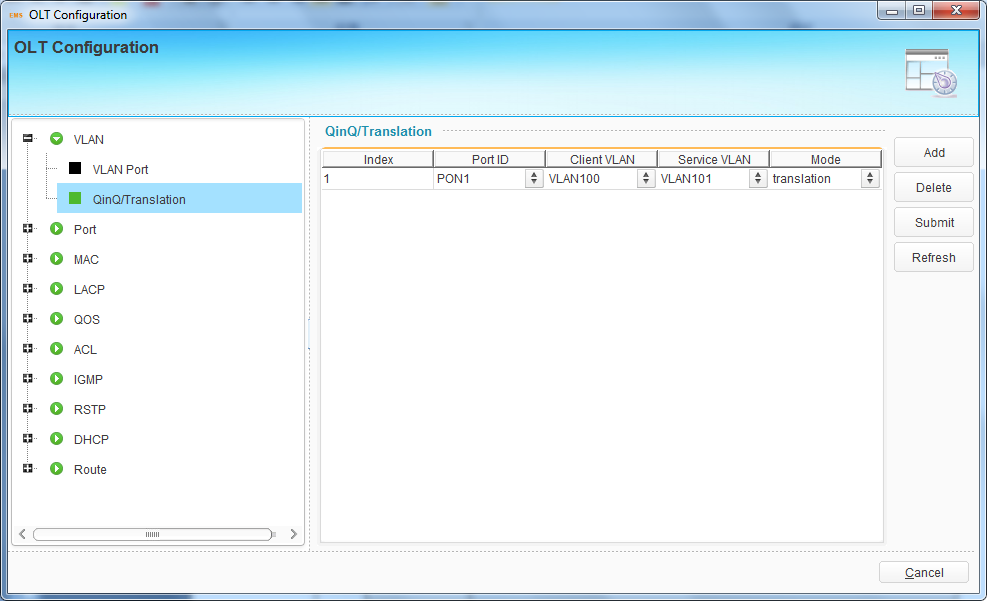 EMS OLT Configuration
OLT Configuration
VLAN
VLAN Port
QinQ/Translation
Port
MAC
LACP
QOS
ACL
IGMP
RSTP
DHCP
Route
QinQ/Translation
Index Port ID Client VLAN Service VLAN Mode
1 PON1 VLAN100 VLAN101 translation
Add
Delete
Submit
Refresh
Cancel